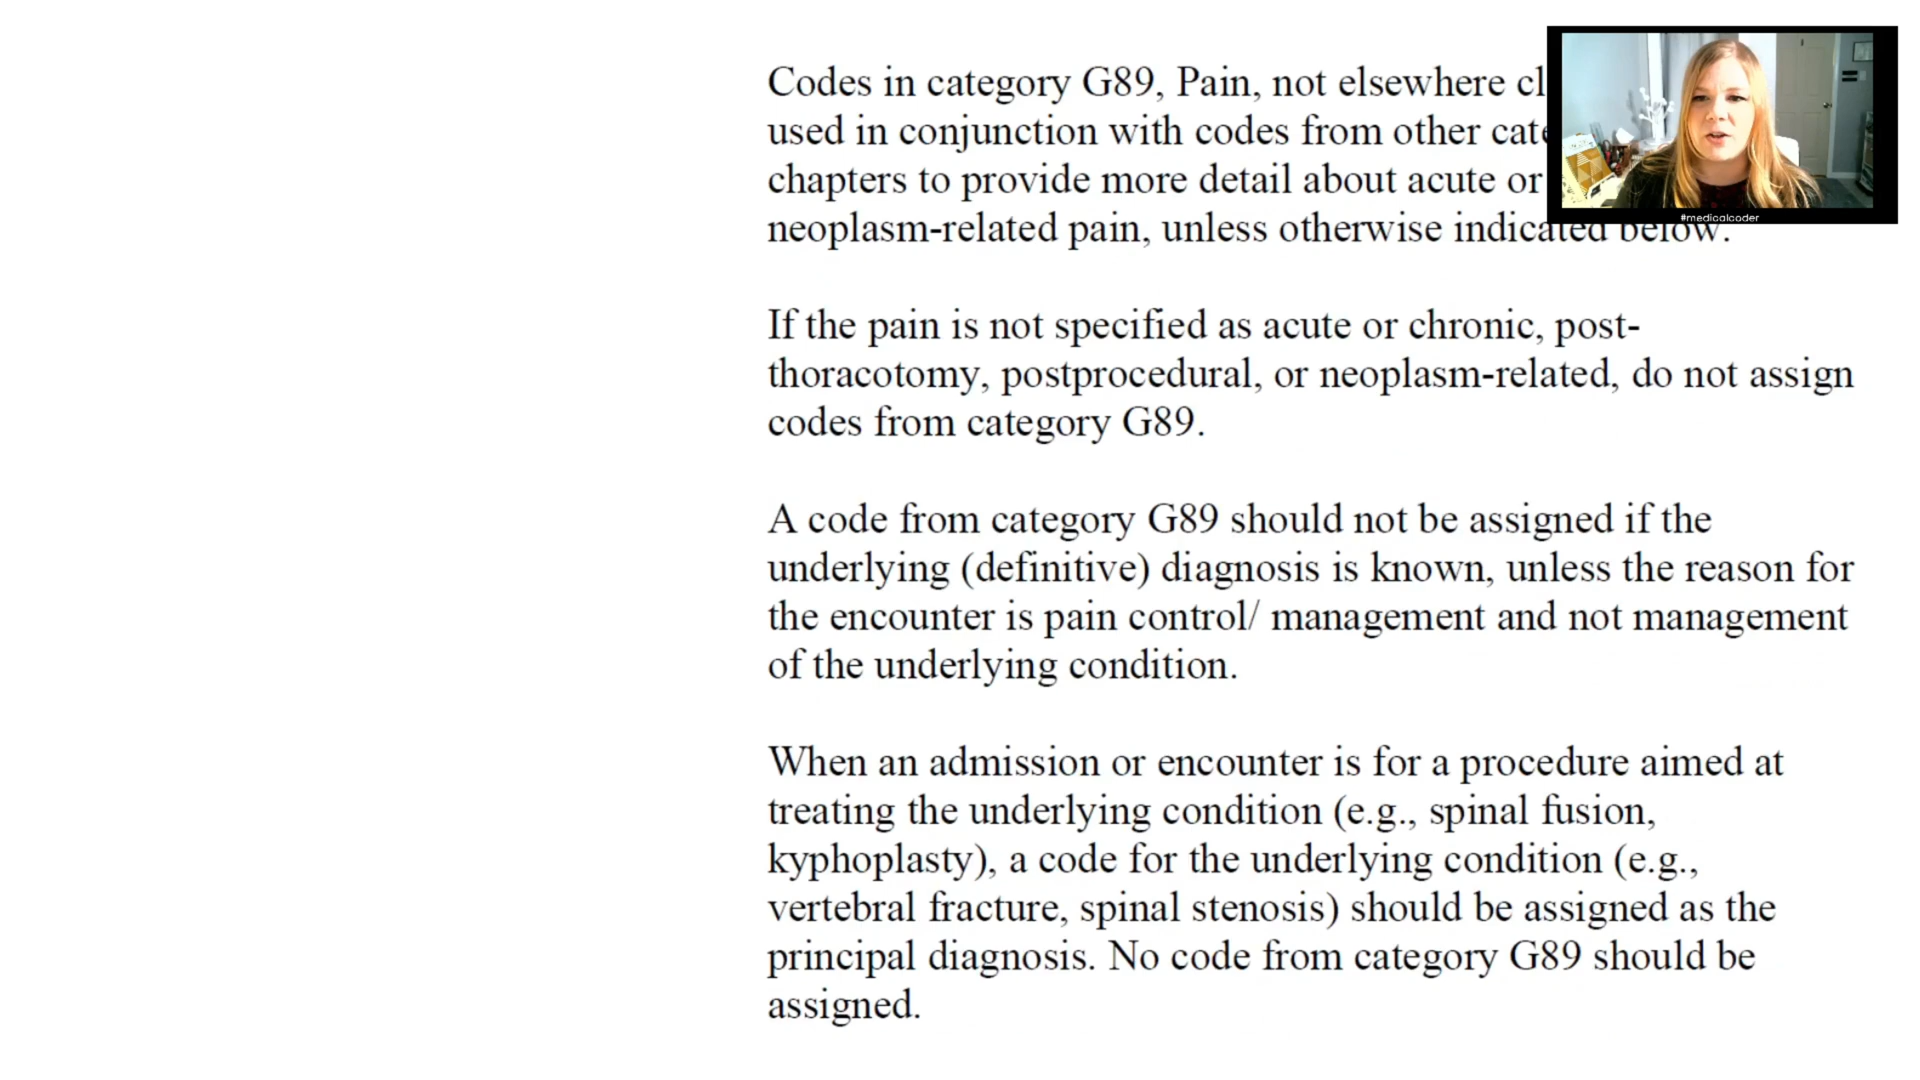 Codes in category G89, Pain, not elsewhere
used in conjunction with codes from other
chapters to provide more detail about acute or
neoplasm-related pain, unless otherwise indicated below.
If the pain is not specified as acute or chronic, post-
thoracotomy, postprocedural, or neoplasm-related, do not assign
codes from category G89.
A code from category G89 should not be assigned if the
underlying (definitive) diagnosis is known, unless the reason for
the encounter is pain control/ management and not management
of the underlying condition.
When an admission or encounter is for a procedure aimed at
treating the underlying condition (e.g., spinal fusion,
kyphoplasty), a code for the underlying condition (e.g.,
vertebral fracture, spinal stenosis) should be assigned as the
principal diagnosis. No code from category G89 should be
assigned.
#medicalcoder